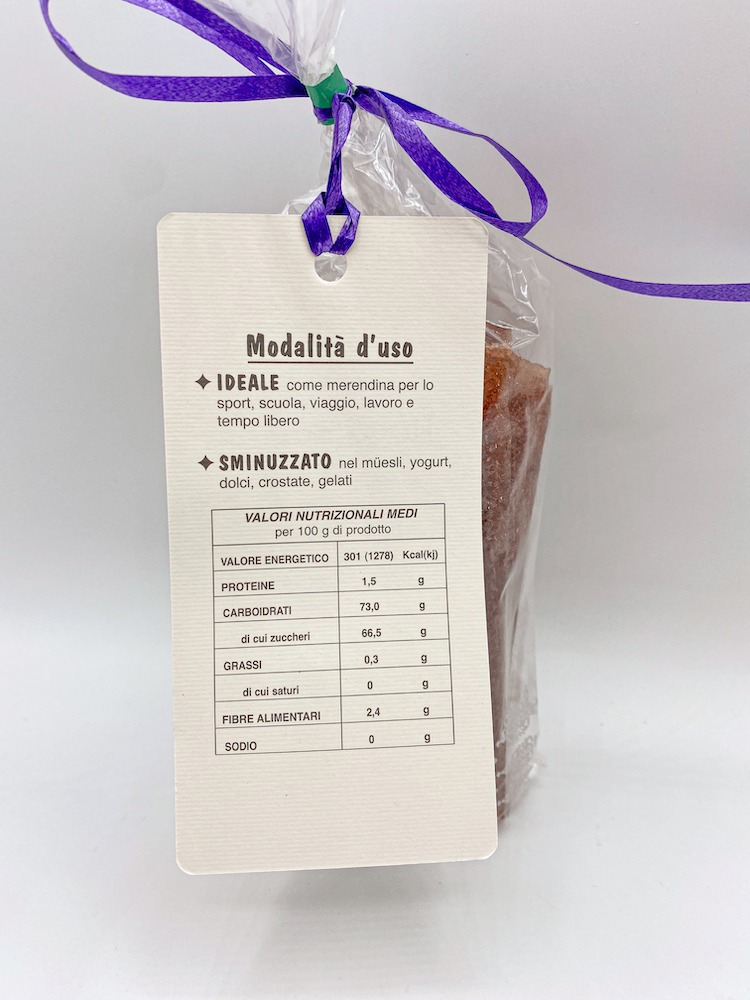 Modalità d'uso
✦ IDEALE come merendina per lo
sport, scuola, viaggio, lavoro e
tempo libero
✦ SMINUZZATO nel müesli, yogurt,
dolci, crostate, gelati
VALORI NUTRIZIONALI MEDI
per 100 g di prodotto
VALORE ENERGETICO 301 (1278) Kcal(kj)
PROTEINE 1,5 g
CARBOIDRATI 73,0 g
di cui zuccheri 66,5 g
GRASSI 0,3 g
di cui saturi 0 g
FIBRE ALIMENTARI 2,4 g
SODIO 0 g